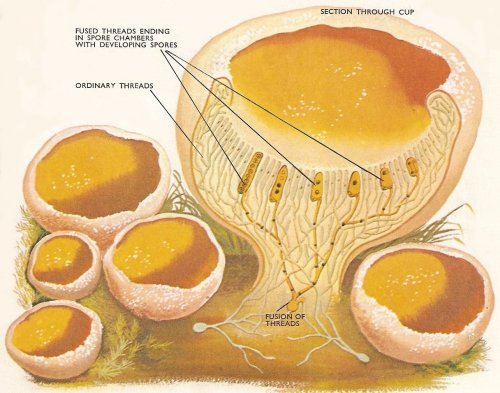 SECTION THROUGH CUP
FUSED THREADS ENDING
IN SPORE CHAMBERS
WITH DEVELOPING SPORES
ORDINARY THREADS
FUSION OF
THREADS